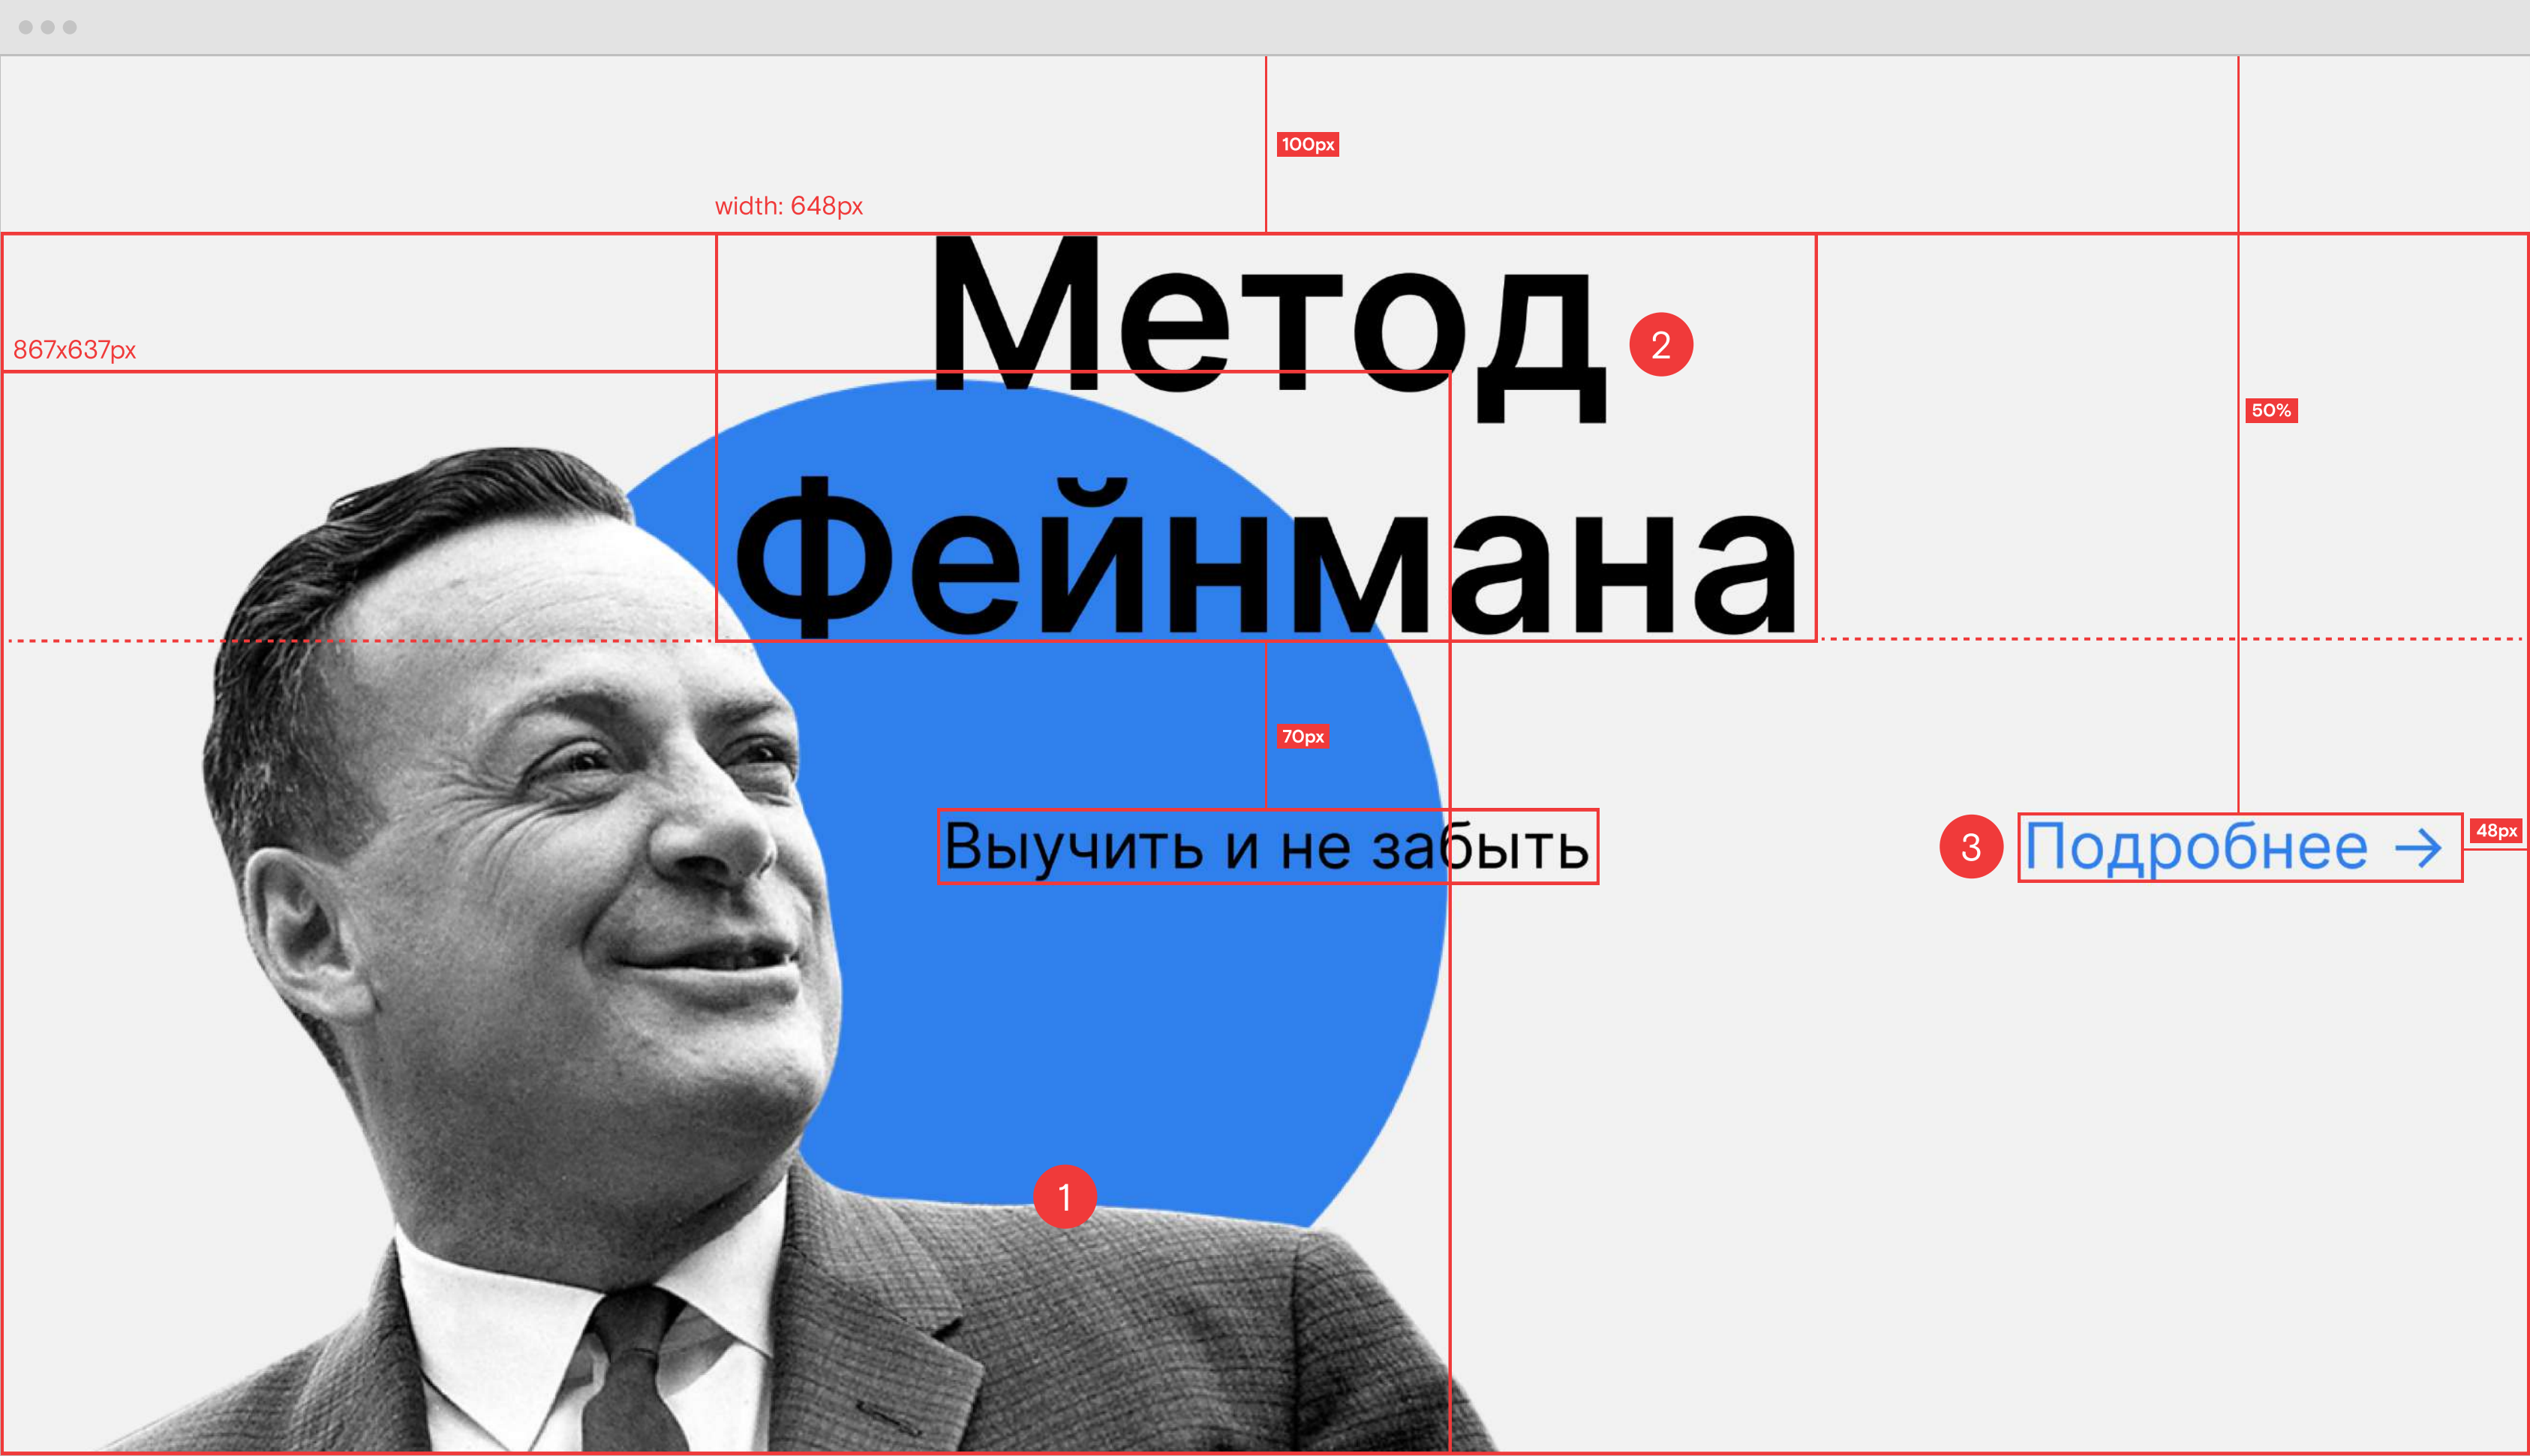 100px
width: 648px
Метод
2
867x637px
50%
Фейнмана
70px
Выучить и не забыть
3
Подробнее →
48px
1